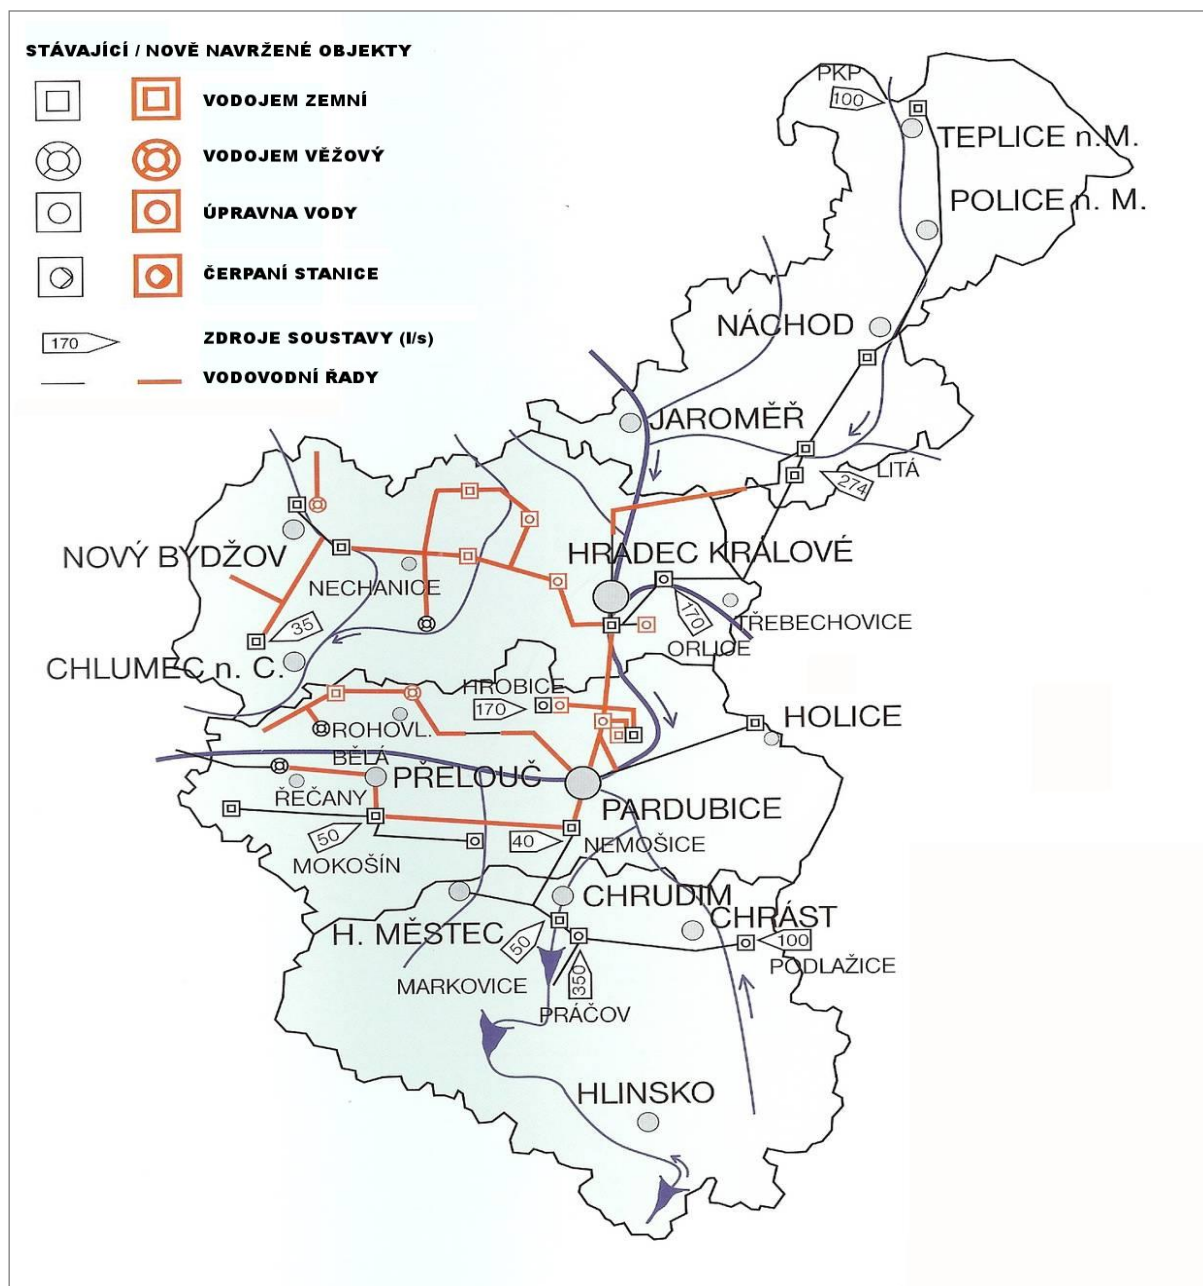 STÁVAJÍCÍ / NOVĚ NAVRŽENÉ OBJEKTY
VODOJEM ZEMNÍ
VODOJEM VĚŽOVÝ
ÚPRAVNA VODY
ČERPANÍ STANICE
170
ZDROJE SOUSTAVY (l/s)
VODOVODNÍ ŘADY
PKP
100
TEPLICE n.M.
POLICE n. M.
NÁCHOD
JAROMĚŘ
LITÁ
274
HRADEC KRÁLOVÉ
NOVÝ BYDŽOV
NECHANICE
170
TŘEBECHOVICE
35
ORLICE
CHLUMEC n. C.
HROBICE
170
HOLICE
ROHOVL.
BĚLÁ
PŘELOUČ
ŘEČANY
PARDUBICE
50
40
NEMOŠICE
MOKOŠÍN
CHRUDIM
CHRÁST
H. MĚSTEC
50
100
PODLAŽICE
MARKOVICE
350
PRÁČOV
HLINSKO